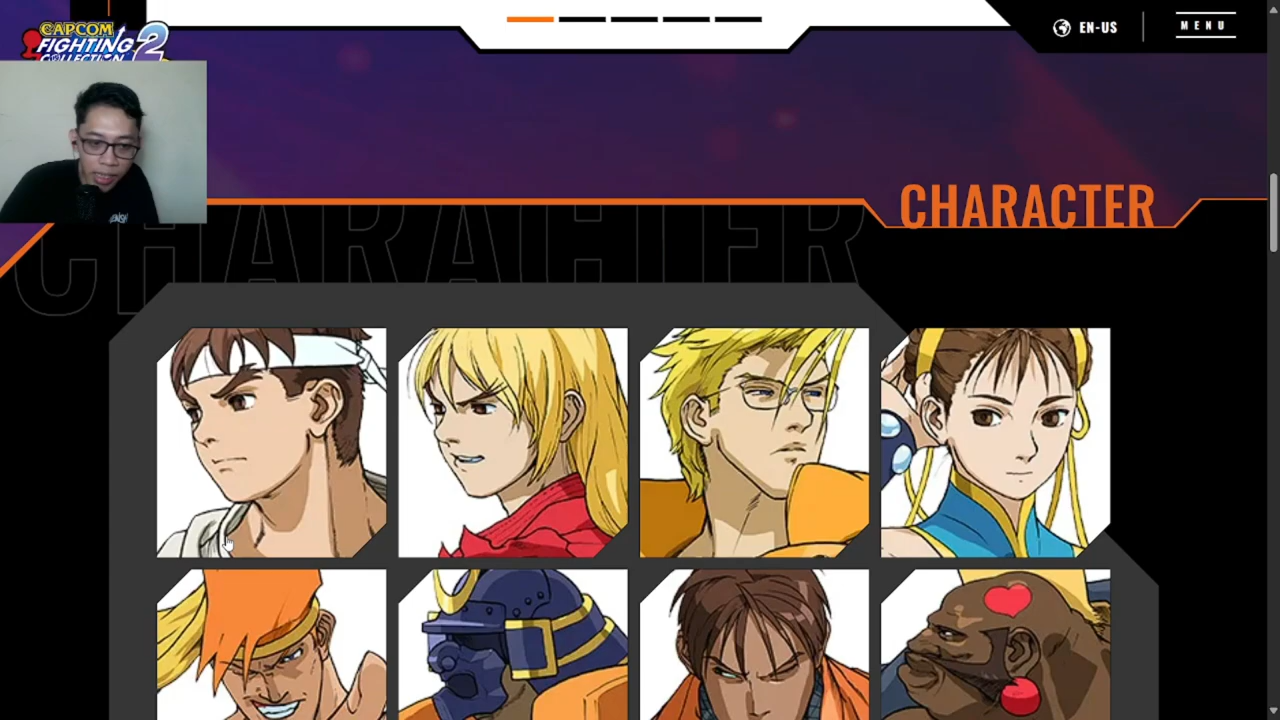 CAPCOM
FIGHTING 2
COLLECTION
EN-US
MENU
CHARACTER
CHARACTER